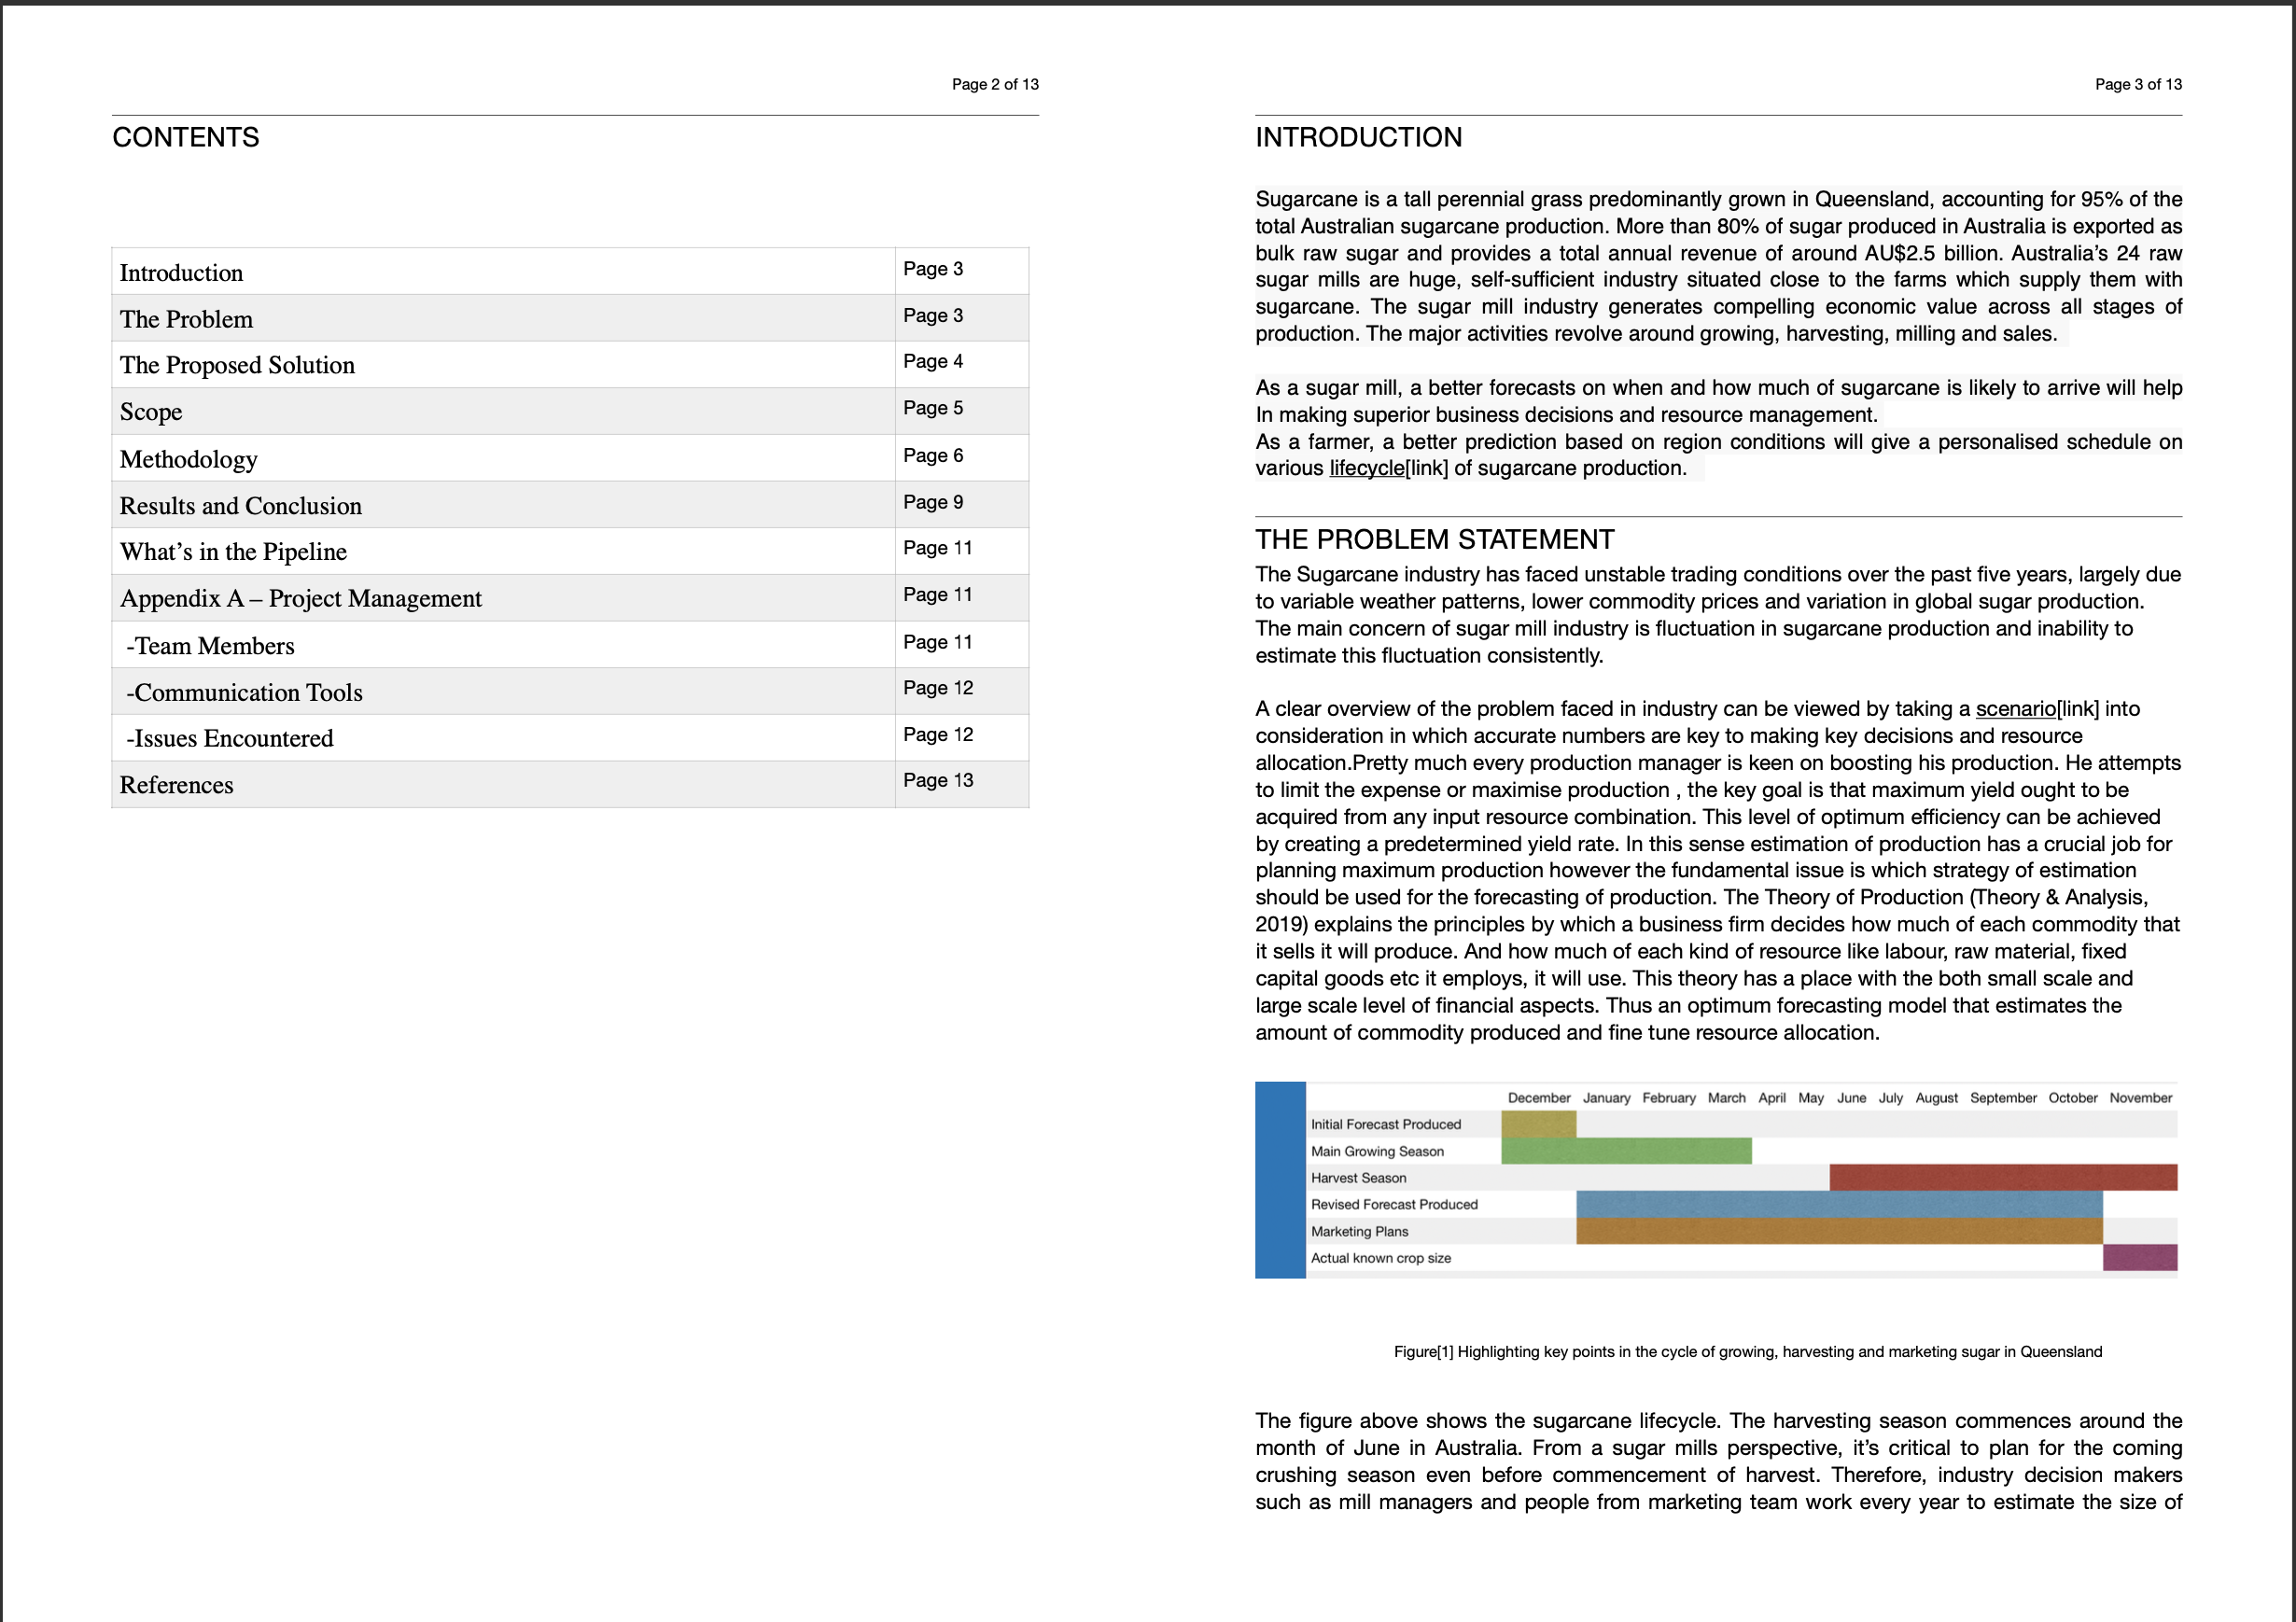 Page 2 of 13
CONTENTS
Introduction Page 3
The Problem Page 3
The Proposed Solution Page 4
Scope Page 5
Methodology Page 6
Results and Conclusion Page 9
What’s in the Pipeline Page 11
Appendix A – Project Management Page 11
-Team Members Page 11
-Communication Tools Page 12
-Issues Encountered Page 12
References Page 13
Page 3 of 13
INTRODUCTION
Sugarcane is a tall perennial grass predominantly grown in Queensland, accounting for 95% of the
total Australian sugarcane production. More than 80% of sugar produced in Australia is exported as
bulk raw sugar and provides a total annual revenue of around AU$2.5 billion. Australia’s 24 raw
sugar mills are huge, self-sufficient industry situated close to the farms which supply them with
sugarcane. The sugar mill industry generates compelling economic value across all stages of
production. The major activities revolve around growing, harvesting, milling and sales.
As a sugar mill, a better forecasts on when and how much of sugarcane is likely to arrive will help
In making superior business decisions and resource management.
As a farmer, a better prediction based on region conditions will give a personalised schedule on
various lifecycle[link] of sugarcane production.
THE PROBLEM STATEMENT
The Sugarcane industry has faced unstable trading conditions over the past five years, largely due
to variable weather patterns, lower commodity prices and variation in global sugar production.
The main concern of sugar mill industry is fluctuation in sugarcane production and inability to
estimate this fluctuation consistently.
A clear overview of the problem faced in industry can be viewed by taking a scenario[link] into
consideration in which accurate numbers are key to making key decisions and resource
allocation.Pretty much every production manager is keen on boosting his production. He attempts
to limit the expense or maximise production , the key goal is that maximum yield ought to be
acquired from any input resource combination. This level of optimum efficiency can be achieved
by creating a predetermined yield rate. In this sense estimation of production has a crucial job for
planning maximum production however the fundamental issue is which strategy of estimation
should be used for the forecasting of production. The Theory of Production (Theory & Analysis,
2019) explains the principles by which a business firm decides how much of each commodity that
it sells it will produce. And how much of each kind of resource like labour, raw material, fixed
capital goods etc it employs, it will use. This theory has a place with the both small scale and
large scale level of financial aspects. Thus an optimum forecasting model that estimates the
amount of commodity produced and fine tune resource allocation.
December January February March April May June July August September October November
Initial Forecast Produced
Main Growing Season
Harvest Season
Revised Forecast Produced
Marketing Plans
Actual known crop size
Figure[1] Highlighting key points in the cycle of growing, harvesting and marketing sugar in Queensland
The figure above shows the sugarcane lifecycle. The harvesting season commences around the
month of June in Australia. From a sugar mills perspective, it’s critical to plan for the coming
crushing season even before commencement of harvest. Therefore, industry decision makers
such as mill managers and people from marketing team work every year to estimate the size of